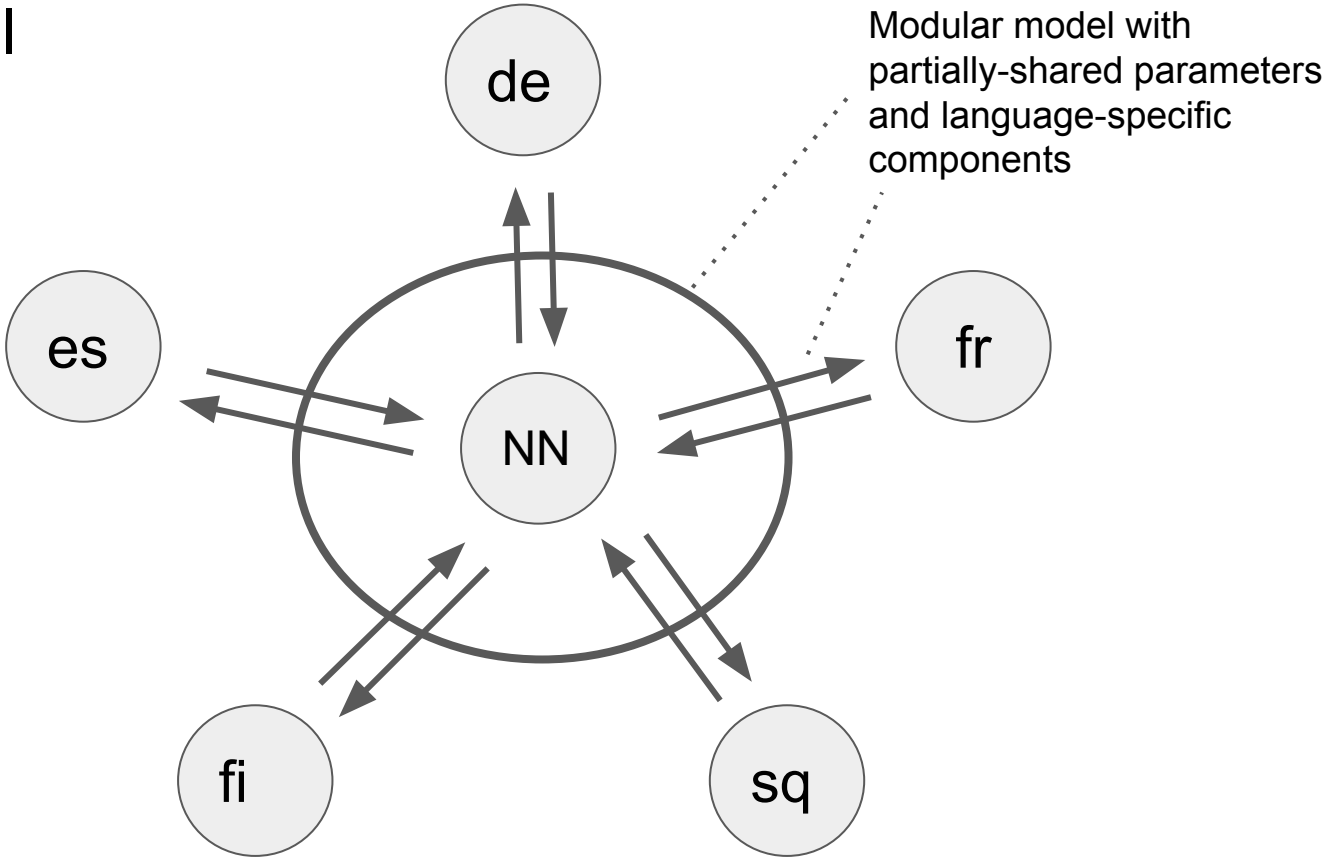 l
de
Modular model with
partially-shared parameters
and language-specific
components
es
fr
NN
fi
sq